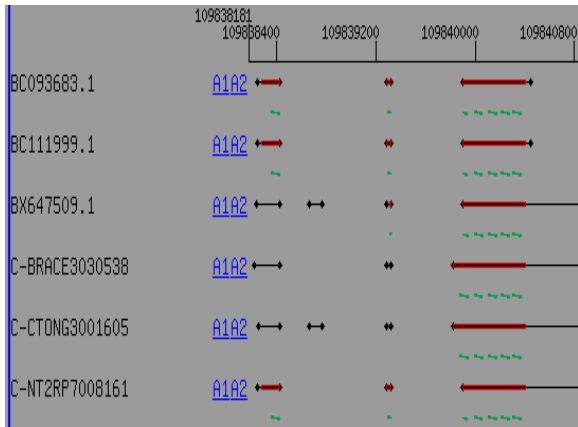 109838181
109838400 109839200 109840000 109840800
BC093683.1 A1A2
BC111999.1 A1A2
BX647509.1 A1A2
C-BRACE3030538 A1A2
C-CTONG3001605 A1A2
C-NT2RP7008161 A1A2